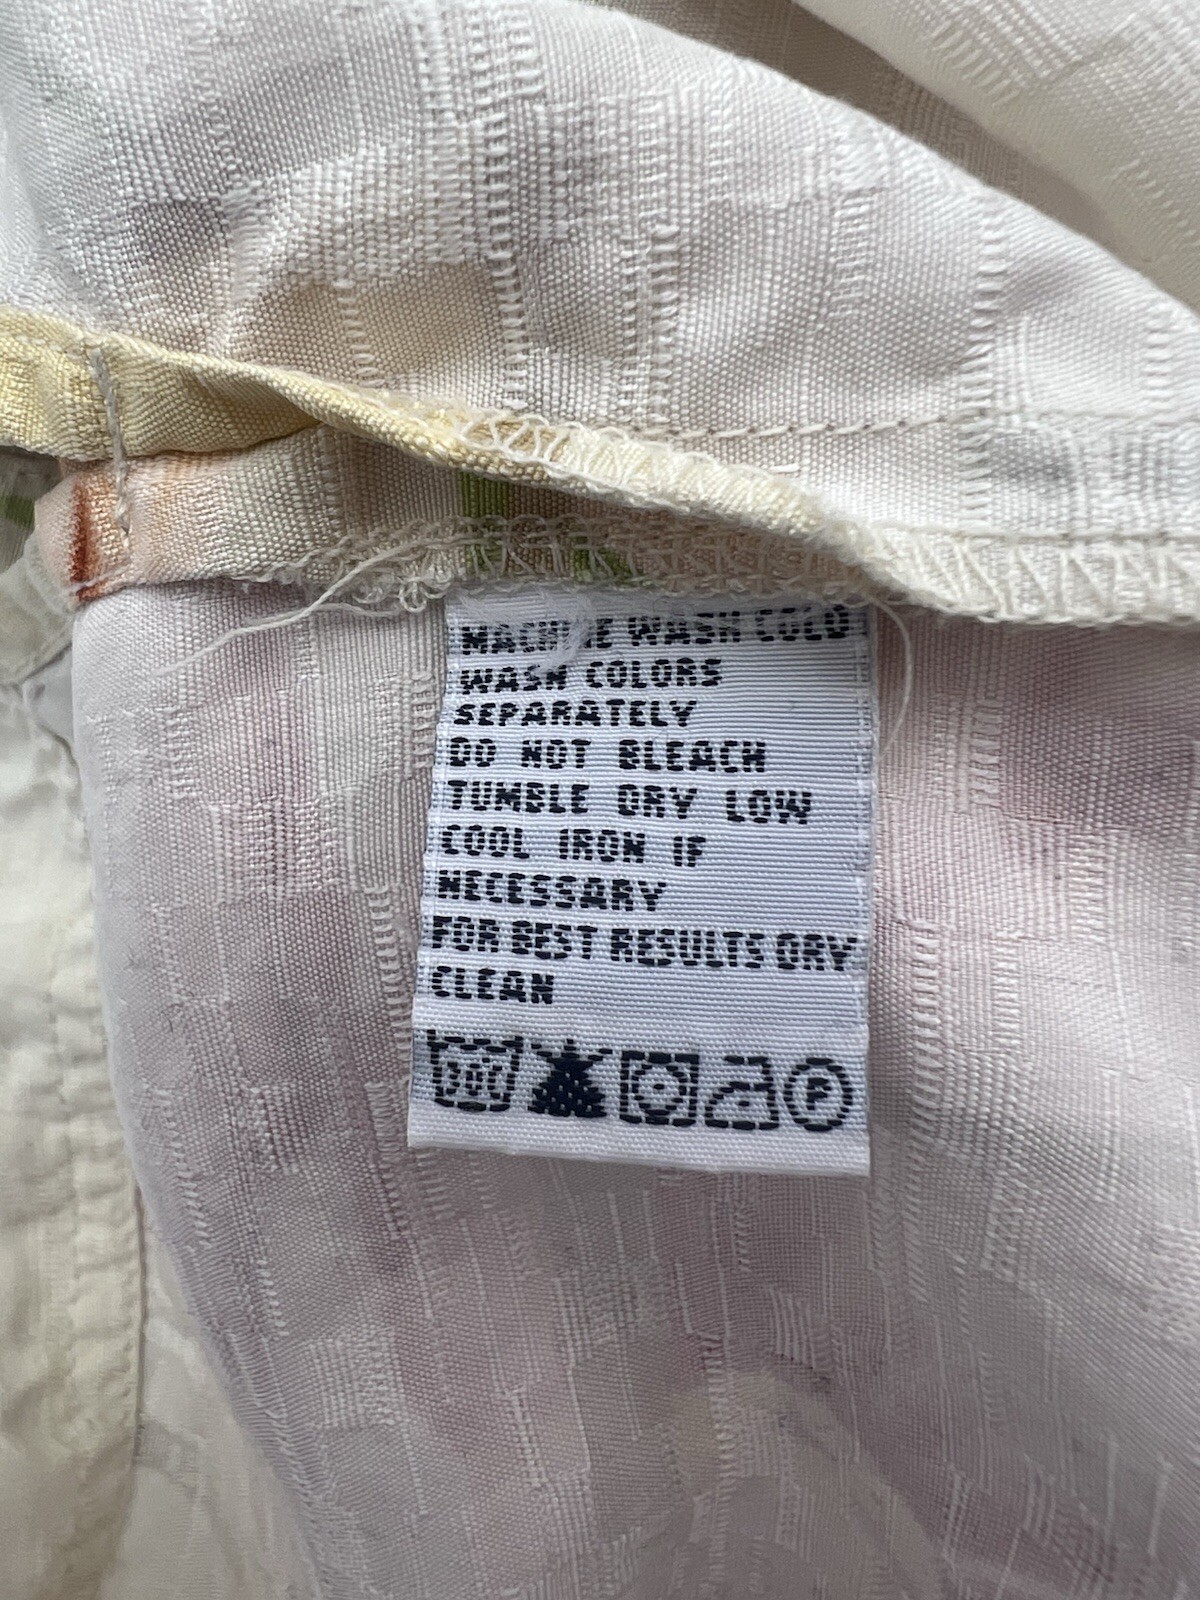 MACHINE WASH COLD
WASH COLORS
SEPARATELY
DO NOT BLEACH
TUMBLE DRY LOW
COOL IRON IF
NECESSARY
FOR BEST RESULTS DRY
CLEAN
30C P